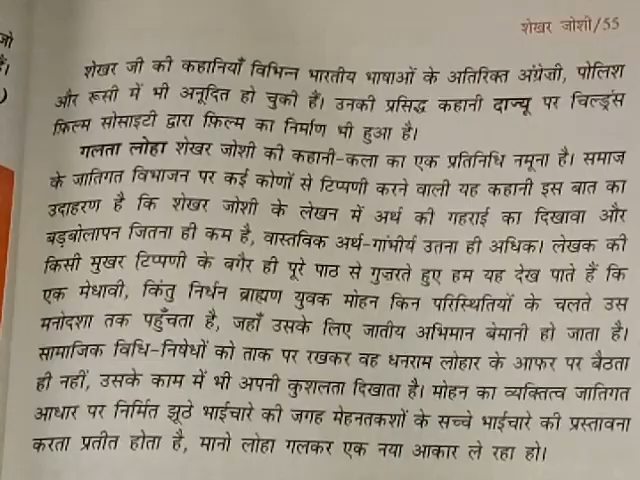 शेखर जोशी/55
शेखर जी की कहानियाँ विभिन्न भारतीय भाषाओं के अतिरिक्त अंग्रेज़ी, पोलिश
और रूसी में भी अनूदित हो चुकी हैं। उनकी प्रसिद्ध कहानी दाज्यू पर चिल्ड्रंस
फ़िल्म सोसाइटी द्वारा फ़िल्म का निर्माण भी हुआ है।
गलता लोहा शेखर जोशी की कहानी-कला का एक प्रतिनिधि नमूना है। समाज
के जातिगत विभाजन पर कई कोणों से टिप्पणी करने वाली यह कहानी इस बात का
उदाहरण है कि शेखर जोशी के लेखन में अर्थ की गहराई का दिखावा और
बड़बोलापन जितना ही कम है, वास्तविक अर्थ-गांभीर्य उतना ही अधिक। लेखक की
किसी मुखर टिप्पणी के बगैर ही पूरे पाठ से गुज़रते हुए हम यह देख पाते हैं कि
एक मेधावी, किंतु निर्धन ब्राह्मण युवक मोहन किन परिस्थितियों के चलते उस
मनोदशा तक पहुँचता है, जहाँ उसके लिए जातीय अभिमान बेमानी हो जाता है।
सामाजिक विधि-निषेधों को ताक पर रखकर वह धनराम लोहार के आफर पर बैठता
ही नहीं, उसके काम में भी अपनी कुशलता दिखाता है। मोहन का व्यक्तित्व जातिगत
आधार पर निर्मित झूठे भाईचारे की जगह मेहनतकशों के सच्चे भाईचारे की प्रस्तावना
करता प्रतीत होता है, मानो लोहा गलकर एक नया आकार ले रहा हो।